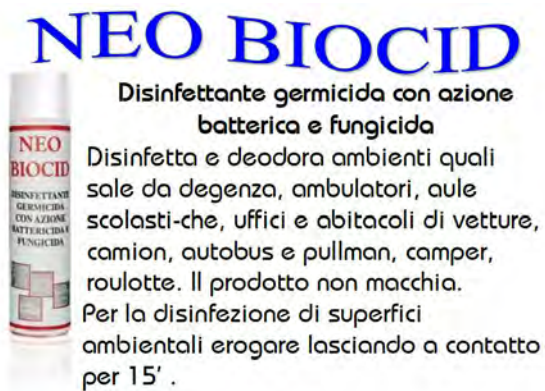 NEO BIOCID
Disinfettante germicida con azione
batterica e fungicida
Disinfetta e deodora ambienti quali
sale da degenza, ambulatori, aule
scolasti-che, uffici e abitacoli di vetture,
camion, autobus e pullman, camper,
roulotte. Il prodotto non macchia.
Per la disinfezione di superfici
ambientali erogare lasciando a contatto
per 15' .
NEO
BIOCID
DISINFETTANTE
GERMICIDA
CON AZIONE
BATTERICIDA E
FUNGICIDA